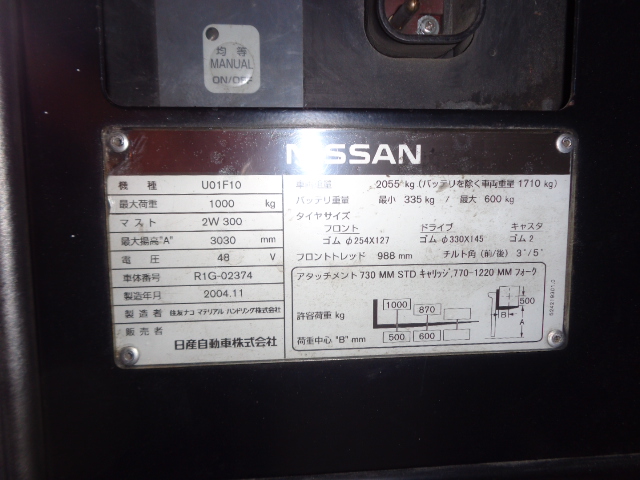 均等
MANUAL
ON/OFF
NISSAN
機種 U01F10
最大荷重 1000 kg
マスト 2W 300
最大揚高"A" 3030 mm
電圧 48 V
車体番号 R1G-02374
製造年月 2004.11
製造者 住友ナコ マテリアル ハンドリング株式会社
販売者 日産自動車株式会社
車両重量 2055 kg (バッテリを除く車両重量 1710 kg)
バッテリ重量 最小 335 kg / 最大 600 kg
タイヤサイズ
フロント ドライブ キャスタ
ゴム φ254X127 ゴム φ330X145 ゴム 2
フロントトレッド 988 mm チルト角 (前/後) 3°/5°
アタッチメント 730 MM STD キャリッジ,770-1220 MM フォーク
許容荷重 kg 1000 870
荷重中心 "B" mm 500 600
500
B
A